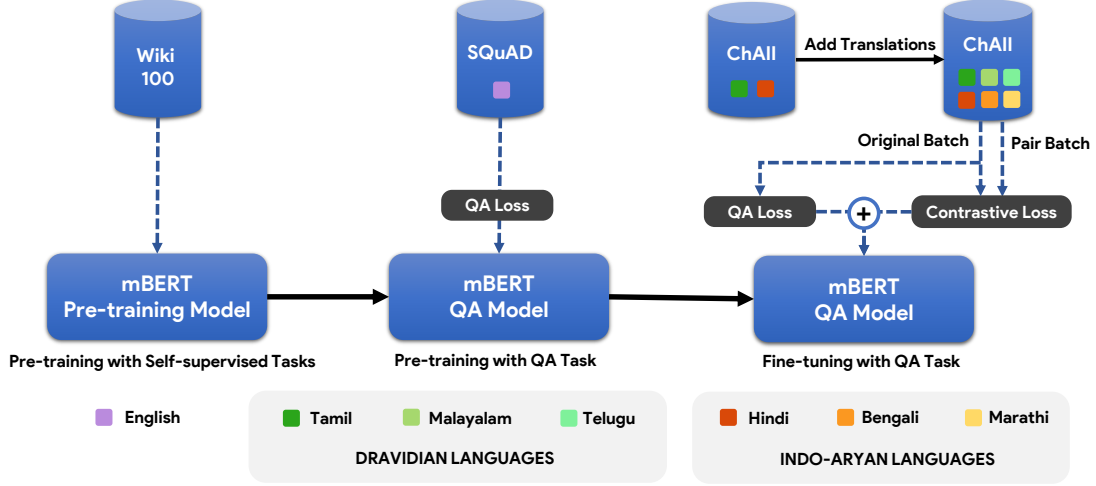 Wiki
100
SQuAD
ChAII
Add Translations
ChAII
Original Batch
Pair Batch
QA Loss
QA Loss
+
Contrastive Loss
mBERT
Pre-training Model
mBERT
QA Model
mBERT
QA Model
Pre-training with Self-supervised Tasks
Pre-training with QA Task
Fine-tuning with QA Task
English
Tamil
Malayalam
Telugu
DRAVIDIAN LANGUAGES
Hindi
Bengali
Marathi
INDO-ARYAN LANGUAGES